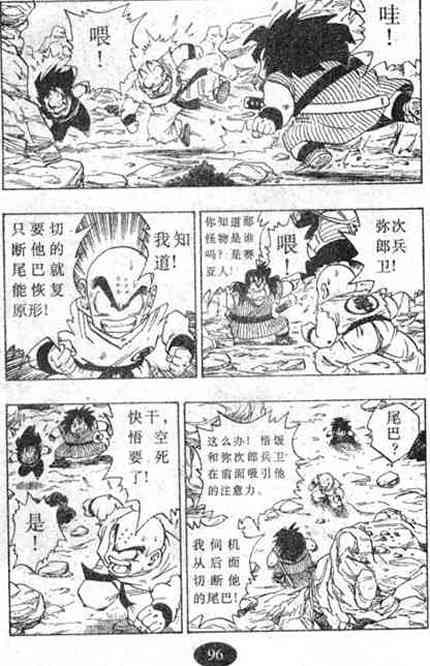 哇!
喂!
弥次
郎兵
卫!
喂!
你知道那
怪物是谁
吗?是赛
亚人!
我知
道!
只要切
断他的
尾巴就
能恢复
原形!
尾巴?
这么办!悟饭
和弥次郎兵卫
在前面吸引他
的注意力。
我伺机
从后面
切断他
的尾巴!
快干,
悟空
要死
了!
是!
96